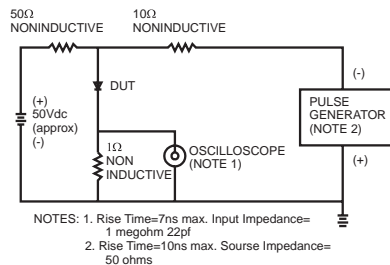 50Ω
NONINDUCTIVE
10Ω
NONINDUCTIVE
(+)
50Vdc
(approx)
(-)
DUT
(-)
PULSE
GENERATOR
(NOTE 2)
(+)
1Ω
NON
INDUCTIVE
OSCILLOSCOPE
(NOTE 1)
NOTES: 1. Rise Time=7ns max. Input Impedance=
1 megohm 22pf
2. Rise Time=10ns max. Sourse Impedance=
50 ohms